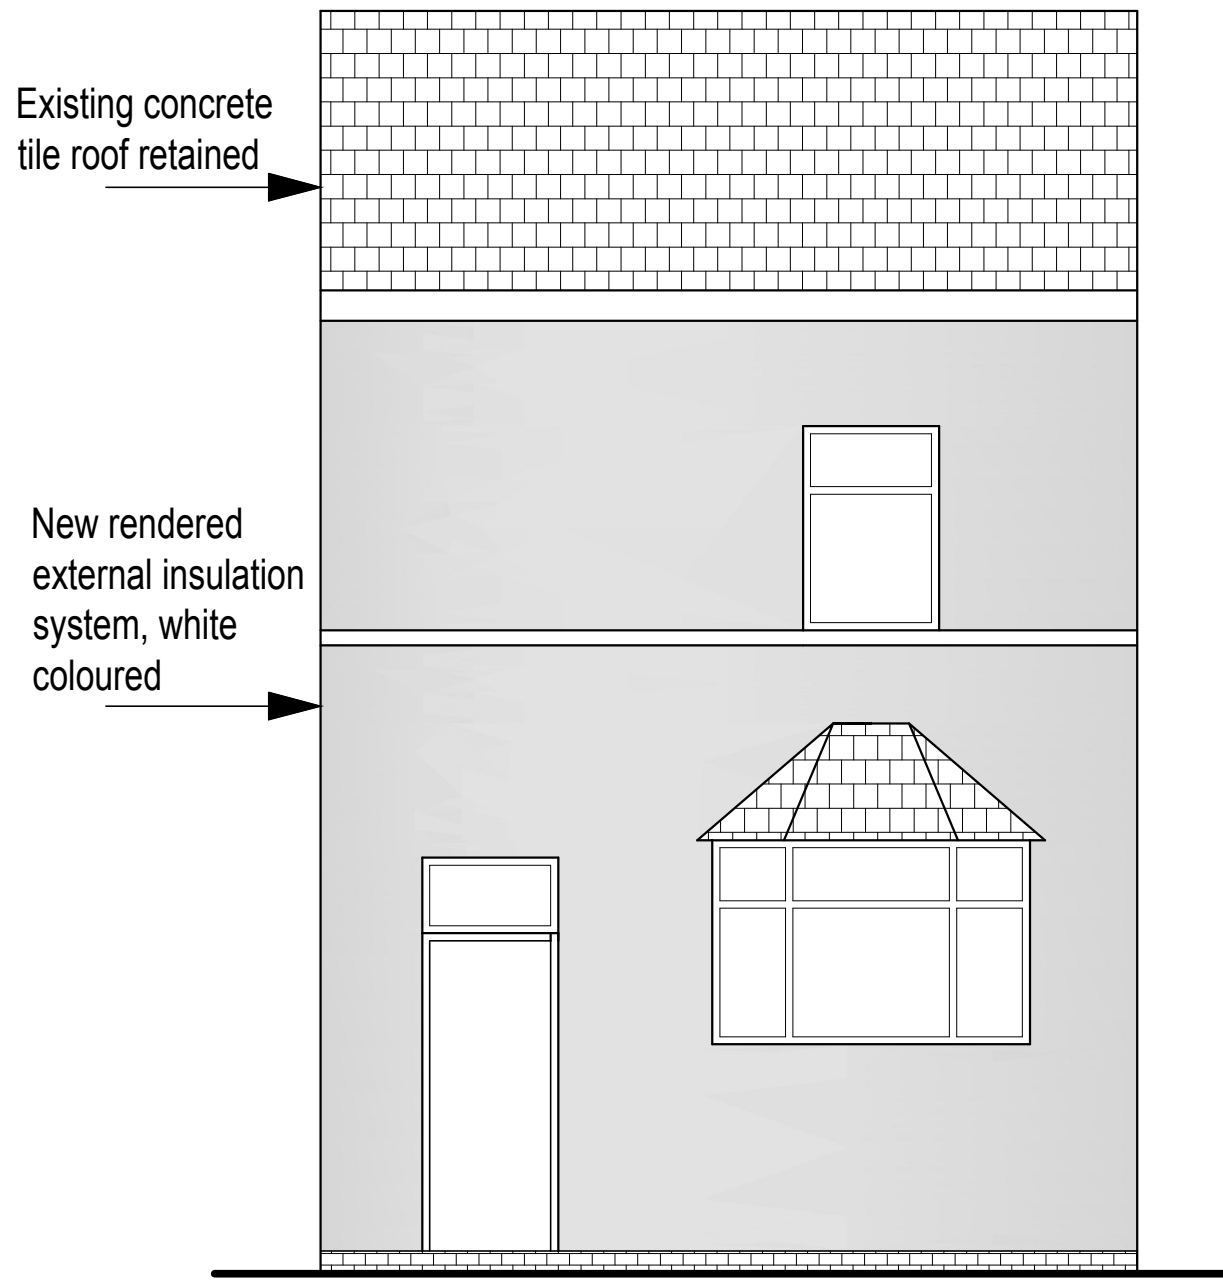 Existing concrete
tile roof retained
New rendered
external insulation
system, white
coloured